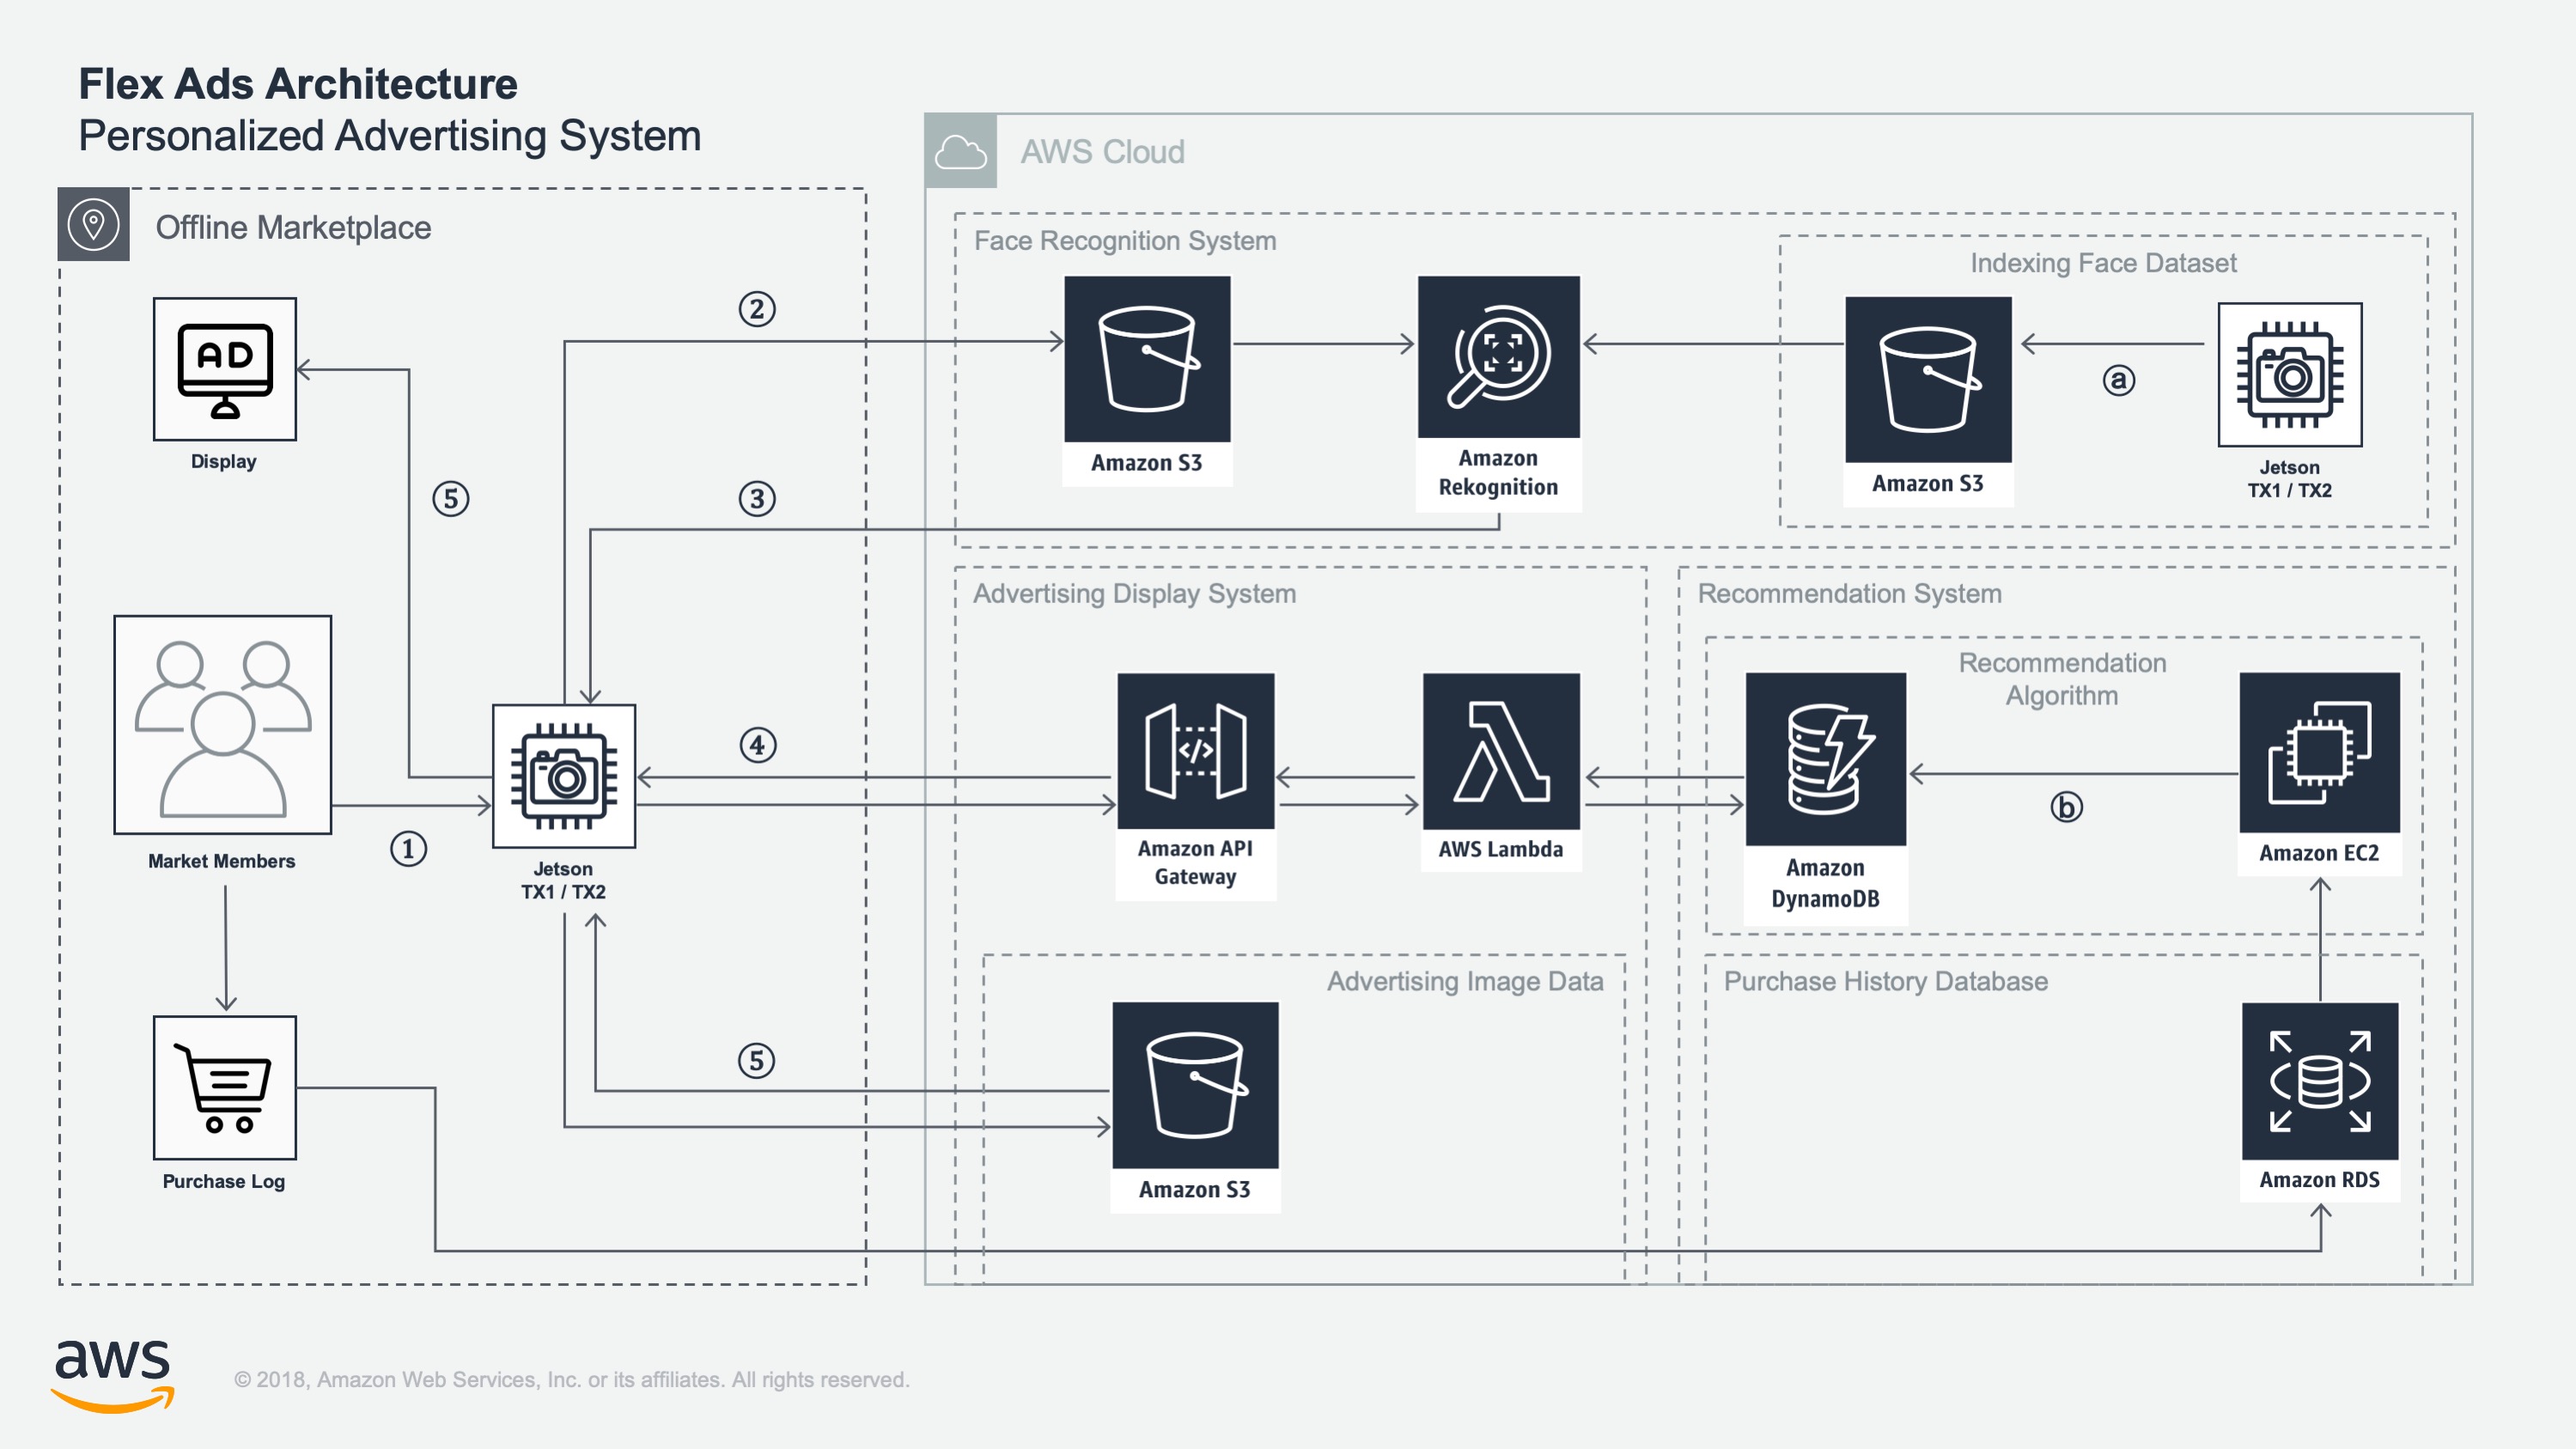 Flex Ads Architecture
Personalized Advertising System
AWS Cloud
Offline Marketplace
Face Recognition System
Indexing Face Dataset
②
AD
Display
Amazon S3
Amazon
Rekognition
Amazon S3
ⓐ
Jetson
TX1 / TX2
⑤
③
Advertising Display System
Recommendation System
Recommendation
Algorithm
④
</>
①
Market Members
Jetson
TX1 / TX2
Amazon API
Gateway
AWS Lambda
Amazon
DynamoDB
ⓑ
Amazon EC2
Advertising Image Data
Purchase History Database
⑤
Purchase Log
Amazon S3
Amazon RDS
aws
© 2018, Amazon Web Services, Inc. or its affiliates. All rights reserved.